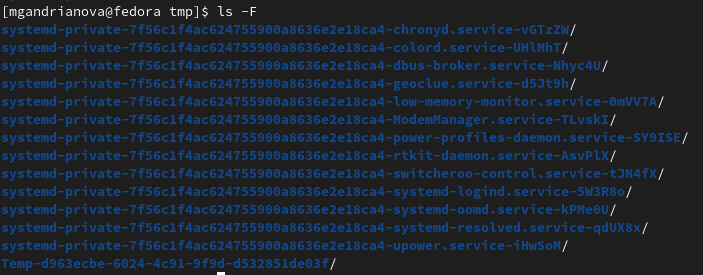 [mgandrianova@fedora tmp]$ ls -F
systemd-private-7f56c1f4ac624755900a8636e2e18ca4-chronyd.service-vGTzZW/
systemd-private-7f56c1f4ac624755900a8636e2e18ca4-colord.service-UHlMhT/
systemd-private-7f56c1f4ac624755900a8636e2e18ca4-dbus-broker.service-Nhyc4U/
systemd-private-7f56c1f4ac624755900a8636e2e18ca4-geoclue.service-d5Jt9h/
systemd-private-7f56c1f4ac624755900a8636e2e18ca4-low-memory-monitor.service-0mVV7A/
systemd-private-7f56c1f4ac624755900a8636e2e18ca4-ModemManager.service-TLvskI/
systemd-private-7f56c1f4ac624755900a8636e2e18ca4-power-profiles-daemon.service-SY9ISE/
systemd-private-7f56c1f4ac624755900a8636e2e18ca4-rtkit-daemon.service-AsvPlX/
systemd-private-7f56c1f4ac624755900a8636e2e18ca4-switcheroo-control.service-tJN4fX/
systemd-private-7f56c1f4ac624755900a8636e2e18ca4-systemd-logind.service-5W3R8o/
systemd-private-7f56c1f4ac624755900a8636e2e18ca4-systemd-oomd.service-kPMe0U/
systemd-private-7f56c1f4ac624755900a8636e2e18ca4-systemd-resolved.service-qdUX8x/
systemd-private-7f56c1f4ac624755900a8636e2e18ca4-upower.service-iHwSoM/
Temp-d963ecbe-6024-4c91-9f9d-d532851de03f/